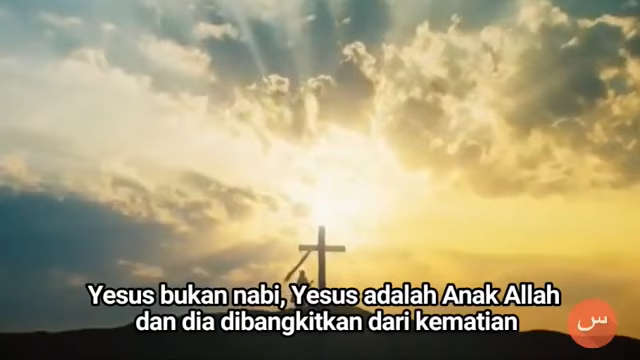 Yesus bukan nabi, Yesus adalah Anak Allah
dan dia dibangkitkan dari kematian
س